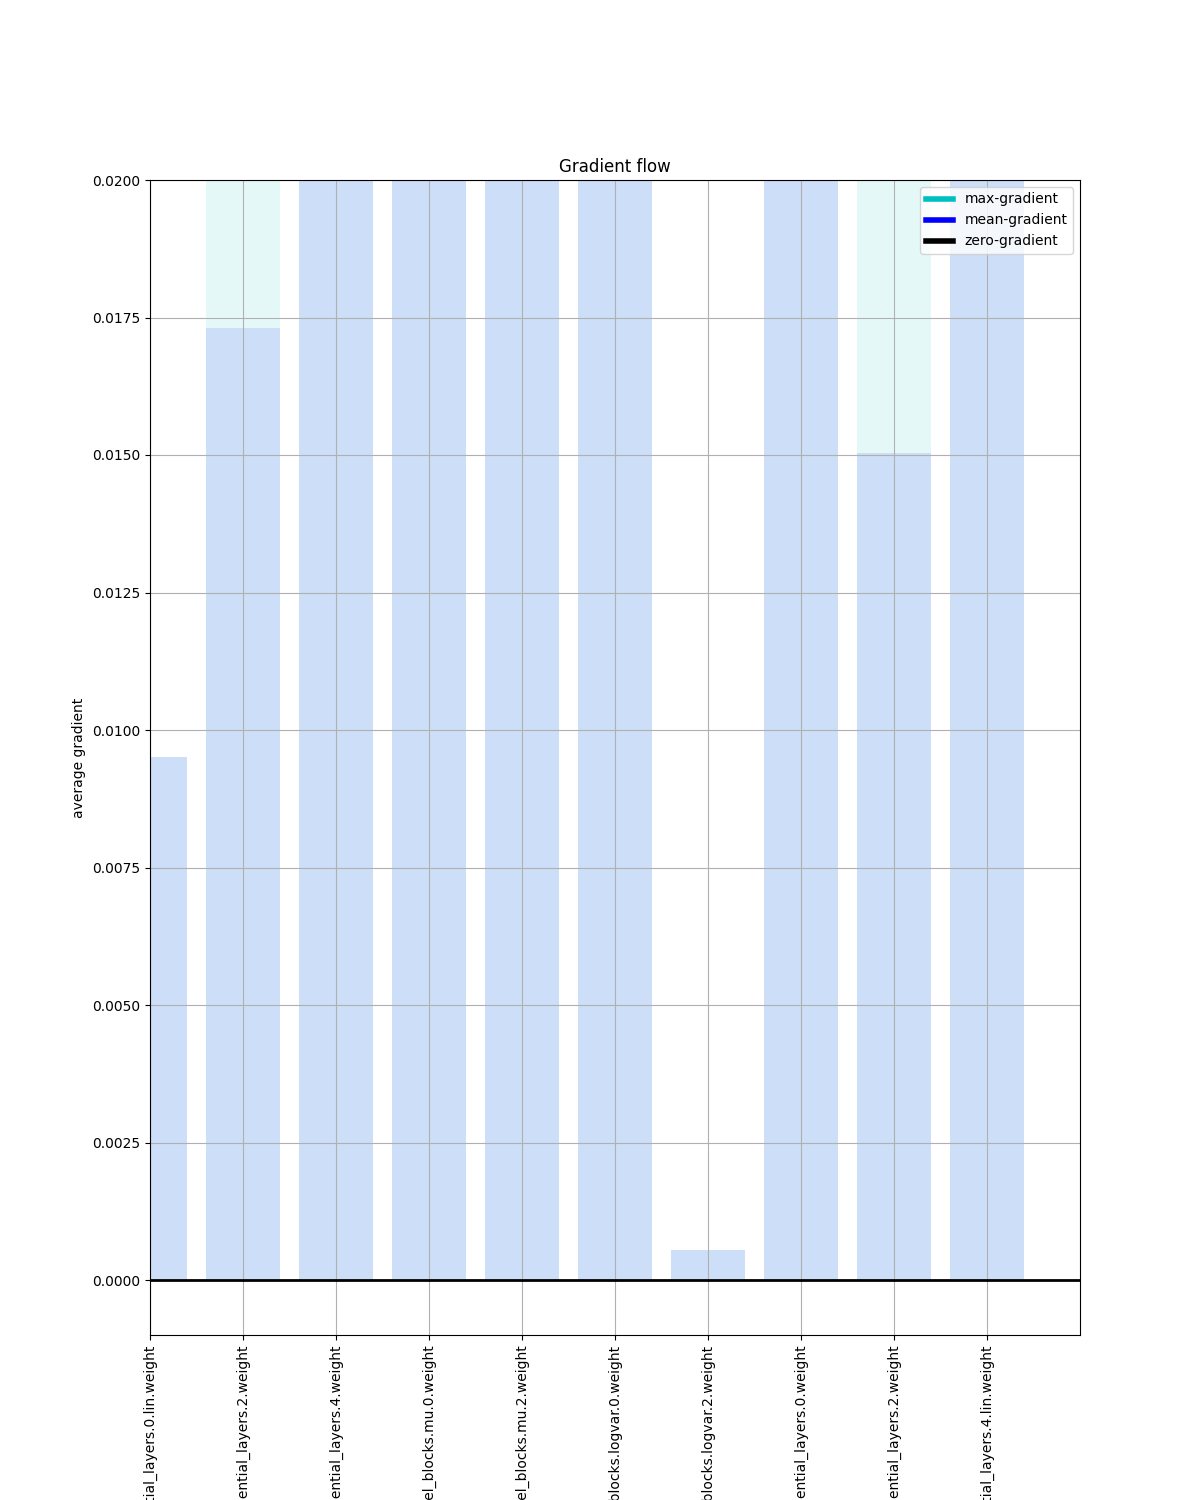 Gradient flow
max-gradient
mean-gradient
zero-gradient
average gradient
0.0200
0.0175
0.0150
0.0125
0.0100
0.0075
0.0050
0.0025
0.0000
tial_layers.0.lin.weight
ential_layers.2.weight
ential_layers.4.weight
el_blocks.mu.0.weight
el_blocks.mu.2.weight
blocks.logvar.0.weight
blocks.logvar.2.weight
ential_layers.0.weight
ential_layers.2.weight
tial_layers.4.lin.weight